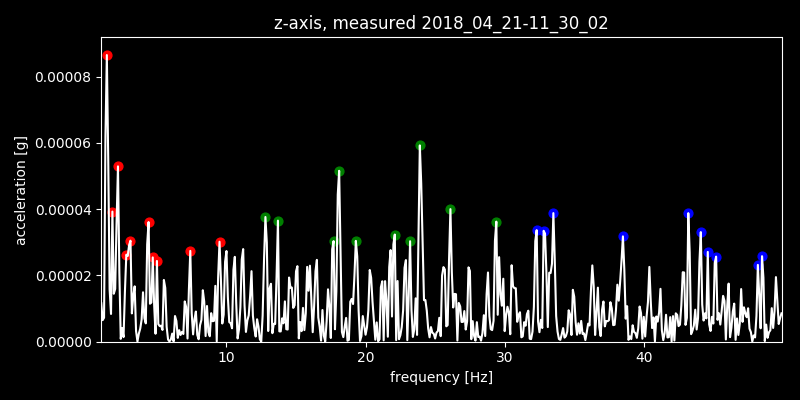 z-axis, measured 2018_04_21-11_30_02
0.00008
0.00006
0.00004
0.00002
0.00000
acceleration [g]
10 20 30 40
frequency [Hz]